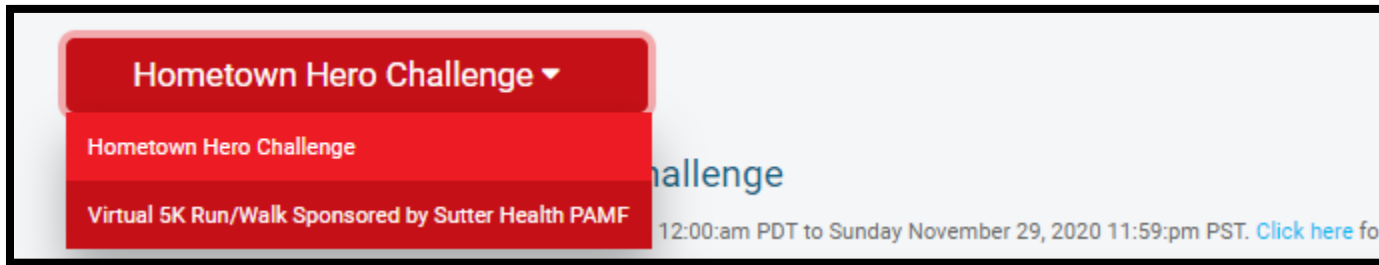 Hometown Hero Challenge
Hometown Hero Challenge
hallenge
Virtual 5K Run/Walk Sponsored by Sutter Health PAMF
12:00:am PDT to Sunday November 29, 2020 11:59:pm PST. Click here fo